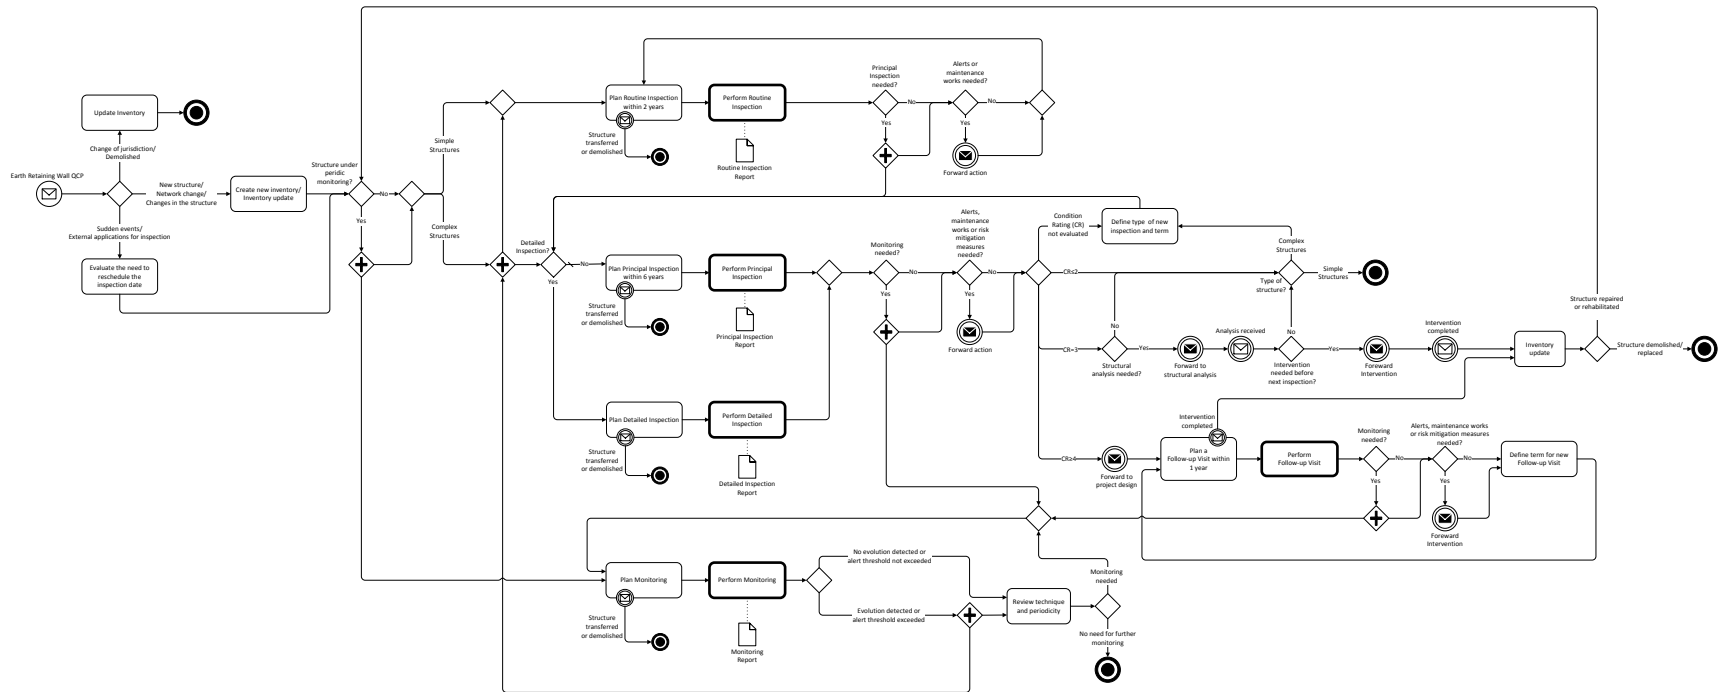 Earth Retaining Wall QCP
Update Inventory
Change of jurisdiction/
Demolished
New structure/
Network change/
Changes in the structure
Sudden events/
External applications for inspection
Evaluate the need to
reschedule the
inspection date
Create new inventory/
Inventory update
Structure under
peridic
monitoring?
No
Yes
Simple
Structures
Complex
Structures
Plan Routine Inspection
within 2 years
Structure
transferred
or demolished
Perform Routine
Inspection
Routine Inspection
Report
Principal
Inspection
needed?
No
Yes
Alerts or
maintenance
works needed?
No
Yes
Forward action
Detailed
Inspection?
No
Yes
Plan Principal Inspection
within 6 years
Structure
transferred
or demolished
Perform Principal
Inspection
Principal Inspection
Report
Monitoring
needed?
No
Yes
Alerts,
maintenance
works or risk
mitigation
measures
needed?
No
Yes
Forward action
Condition
Rating (CR)
not evaluated
Define type of new
inspection and term
CR≤2
CR=3
CR≥4
Complex
Structures
Type of
structure?
Simple
Structures
No
Structural
analysis needed?
Yes
Forward to
structural analysis
Analysis received
No
Intervention
needed before
next inspection?
Yes
Foreward
Intervention
Intervention
completed
Inventory
update
Structure repaired
or rehabilitated
Structure demolished/
replaced
Plan Detailed Inspection
Structure
transferred
or demolished
Perform Detailed
Inspection
Detailed Inspection
Report
Forward to
project design
Intervention
completed
Plan a
Follow-up Visit within
1 year
Perform
Follow-up Visit
Monitoring
needed?
No
Yes
Alerts, maintenance works
or risk mitigation measures
needed?
No
Yes
Foreward
Intervention
Define term for new
Follow-up Visit
Plan Monitoring
Structure
transferred
or demolished
Perform Monitoring
Monitoring
Report
No evolution detected or
alert threshold not exceeded
Evolution detected or
alert threshold exceeded
Review technique
and periodicity
Monitoring
needed
No need for further
monitoring